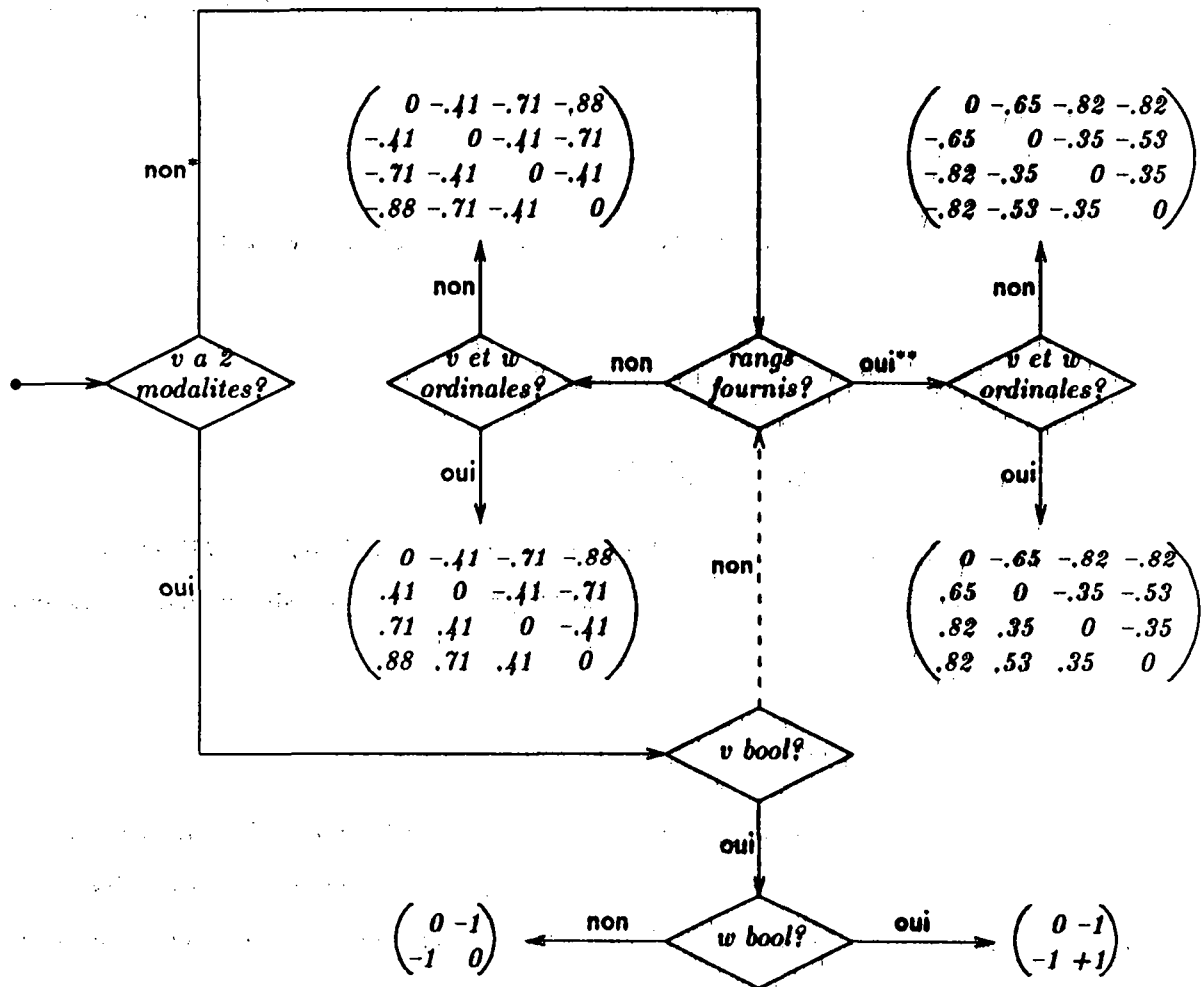 0 -.41 -.71 -.88
-.41 0 -.41 -.71
-.71 -.41 0 -.41
-.88 -.71 -.41 0
0 -.65 -.82 -.82
-.65 0 -.35 -.53
-.82 -.35 0 -.35
-.82 -.53 -.35 0
non*
non
non
v a 2
modalites?
v et w
ordinales?
non
rangs
fournis?
oui**
v et w
ordinales?
oui
oui
0 -.41 -.71 -.88
.41 0 -.41 -.71
.71 .41 0 -.41
.88 .71 .41 0
0 -.65 -.82 -.82
.65 0 -.35 -.53
.82 .35 0 -.35
.82 .53 .35 0
oui
non
v bool?
oui
0 -1
-1 0
non
w bool?
oui
0 -1
-1 +1